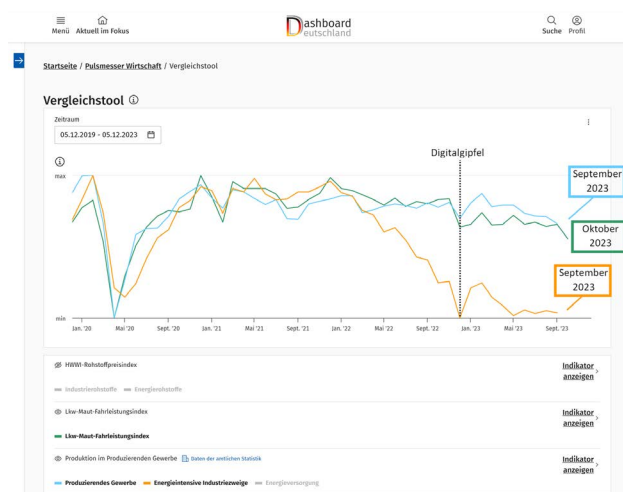 Menü Aktuell im Fokus
Dashboard
Deutschland
Suche Profil
Startseite / Pulsmesser Wirtschaft / Vergleichstool
Vergleichstool
Zeitraum
05.12.2019 - 05.12.2023
Digitalgipfel
max
September
2023
Oktober
2023
September
2023
min
Jan. '20 Mai '20 Sept. '20 Jan. '21 Mai '21 Sept. '21 Jan. '22 Mai '22 Sept. '22 Jan. '23 Mai '23 Sept. '23
HWWI-Rohstoffpreisindex
Indikator
anzeigen
Industrierohstoffe Energierohstoffe
Lkw-Maut-Fahrleistungsindex
Indikator
anzeigen
Lkw-Maut-Fahrleistungsindex
Produktion im Produzierenden Gewerbe Daten der amtlichen Statistik
Indikator
anzeigen
Produzierendes Gewerbe Energieintensive Industriezweige Energieversorgung